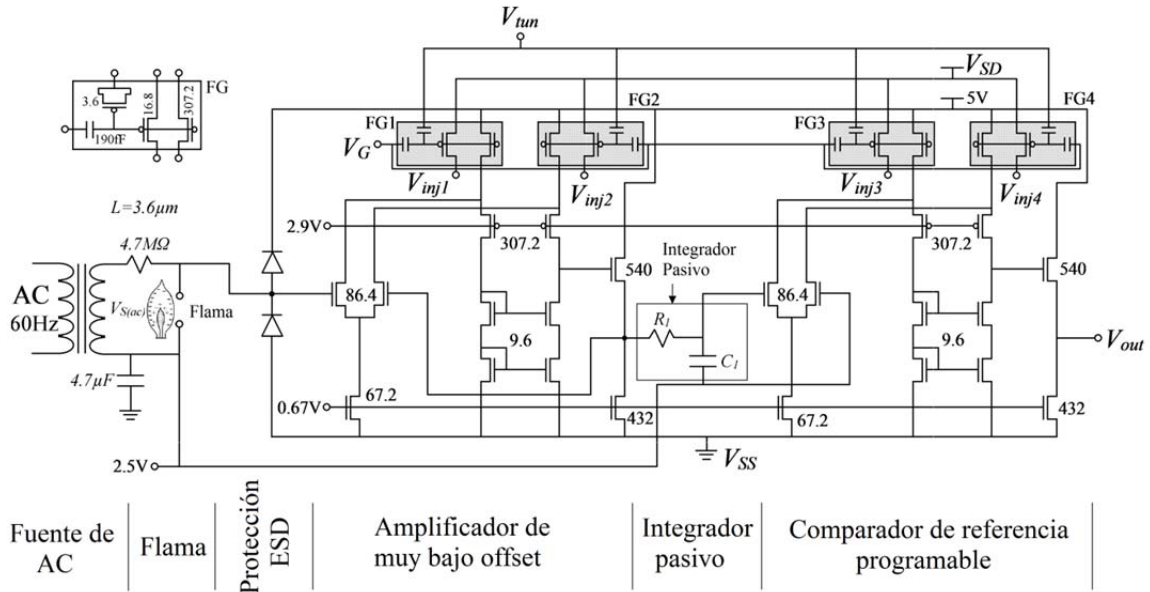 V_tun
V_SD
5V
FG
3.6
16.8
307.2
190fF
FG1
FG2
FG3
FG4
V_G
V_inj1
V_inj2
V_inj3
V_inj4
L=3.6µm
2.9V
307.2
307.2
4.7MΩ
Integrador
Pasivo
540
540
AC
60Hz
V_S(ac)
Flama
86.4
R_1
86.4
9.6
C_1
9.6
V_out
4.7µF
0.67V
67.2
432
67.2
432
2.5V
V_SS
Fuente de
AC
Flama
Protección
ESD
Amplificador de
muy bajo offset
Integrador
pasivo
Comparador de referencia
programable